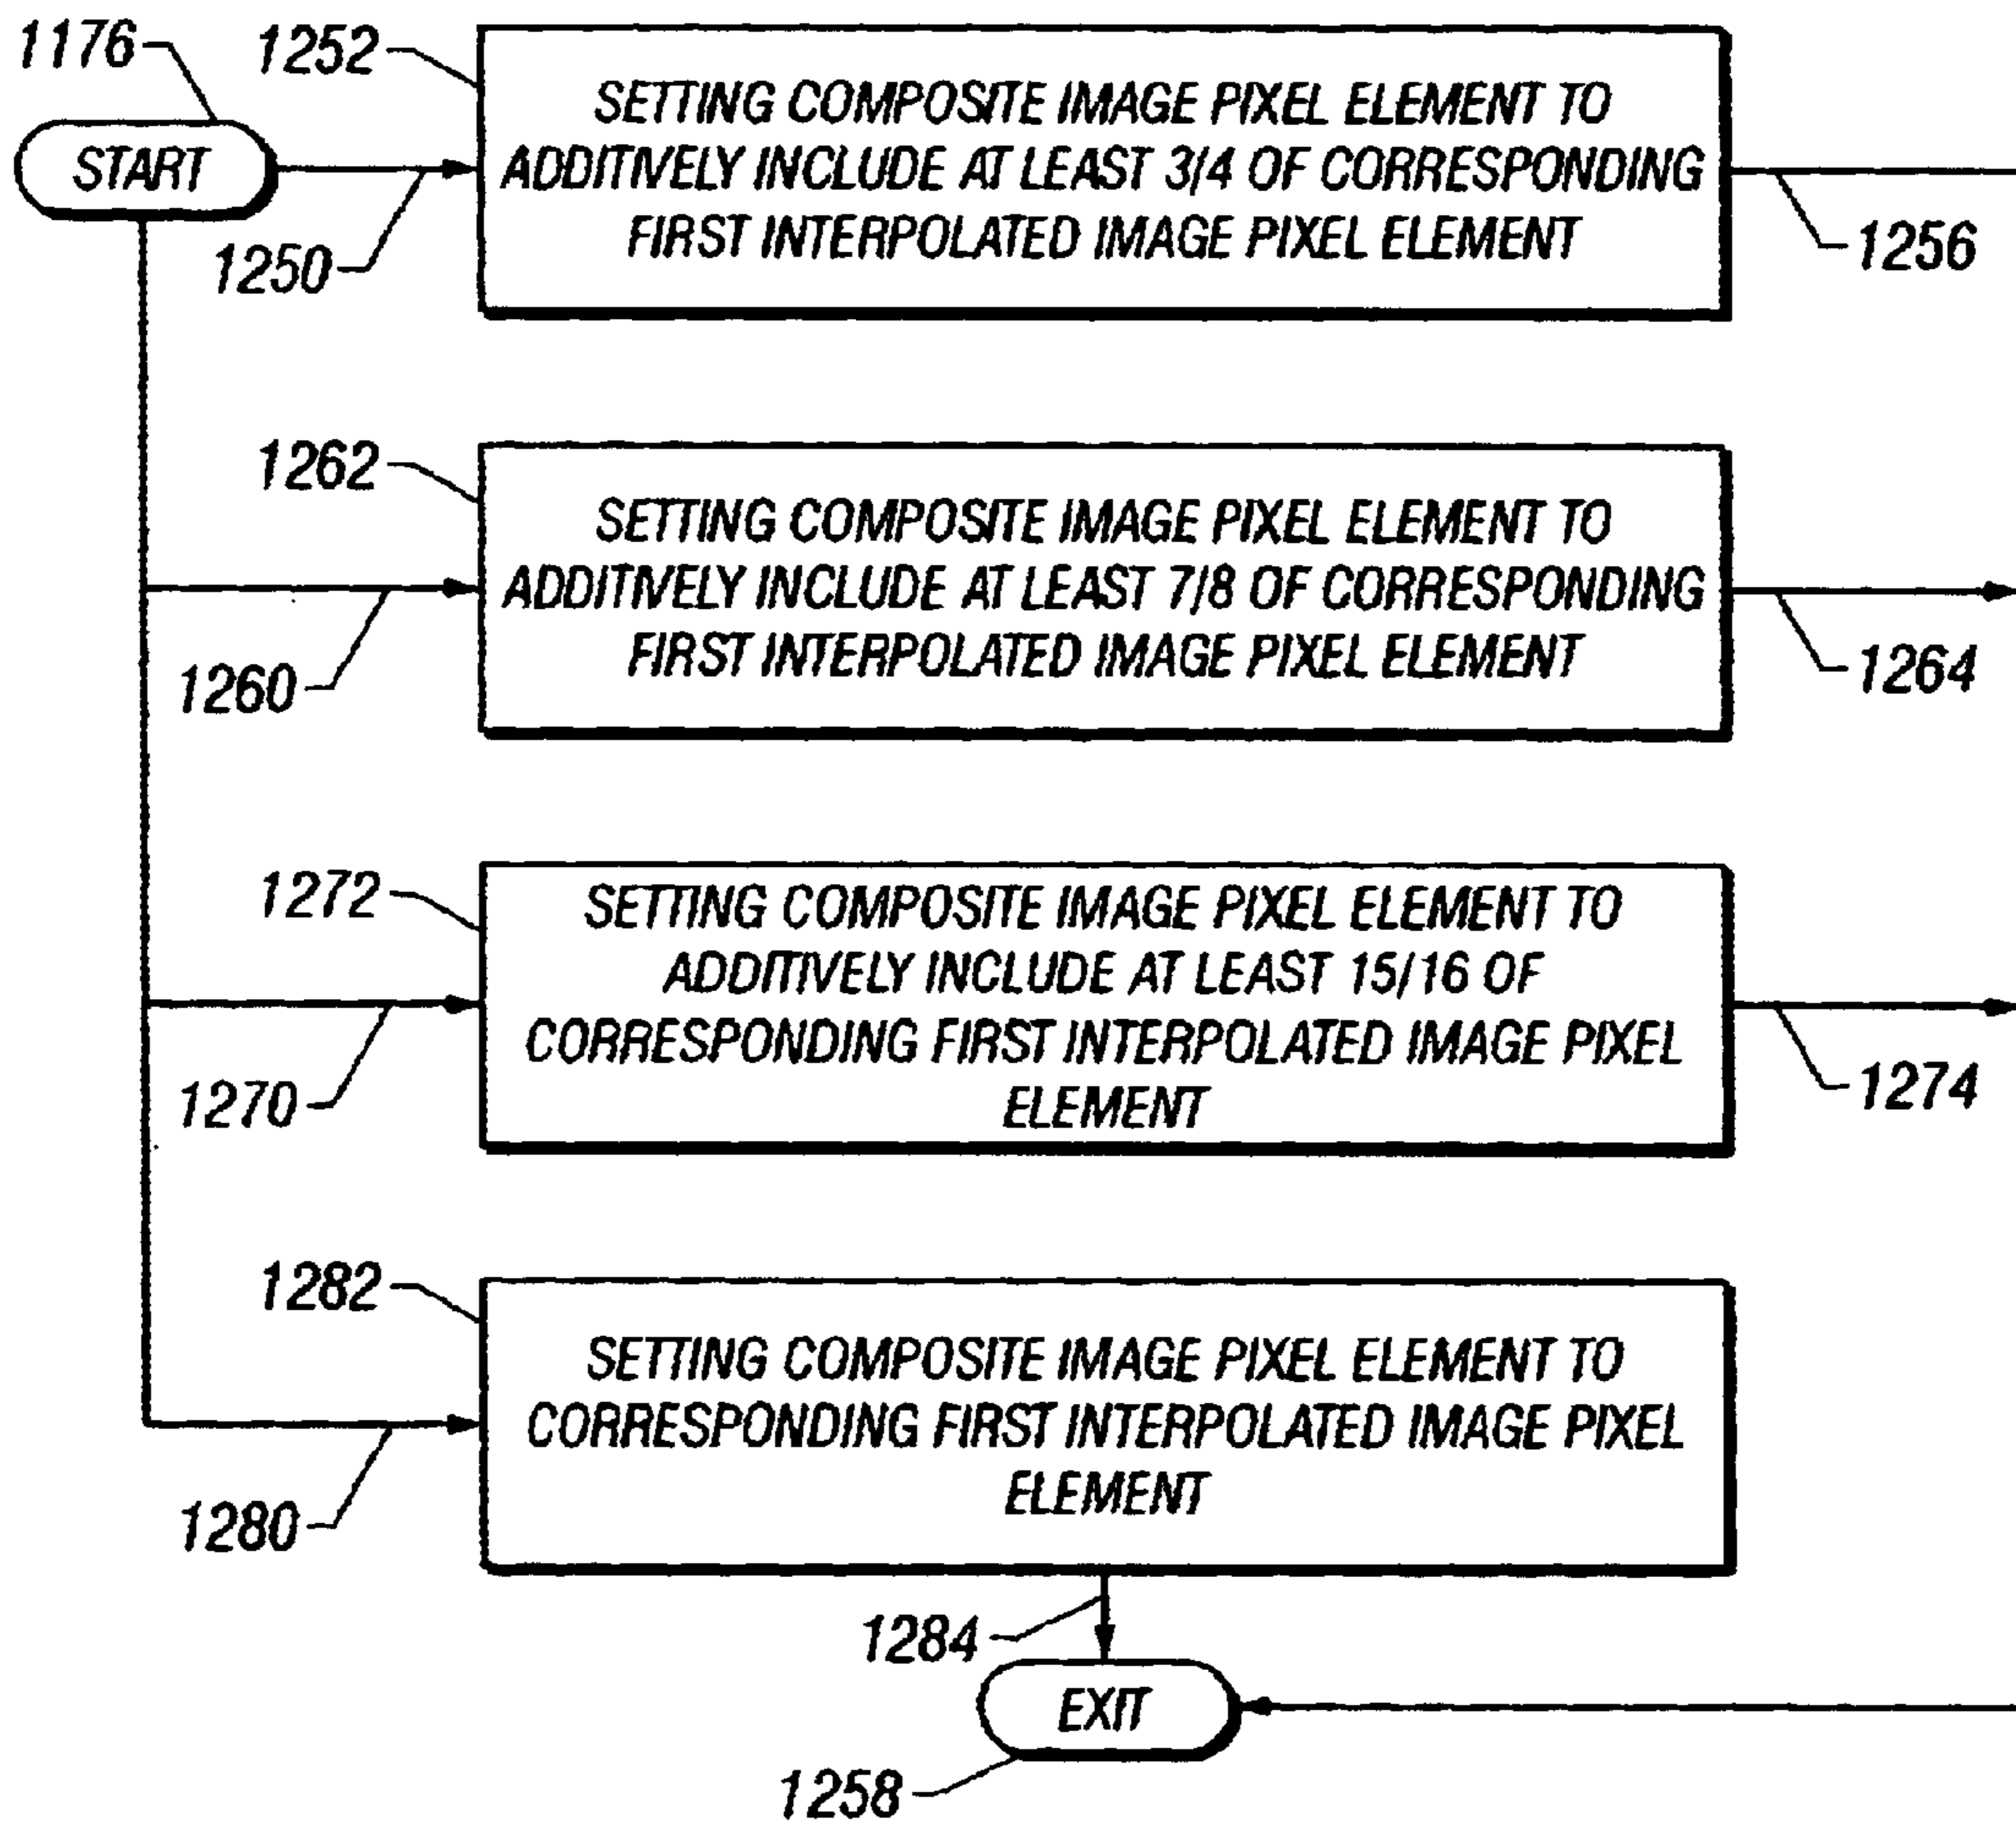 1176
1252
START
SETTING COMPOSITE IMAGE PIXEL ELEMENT TO
ADDITIVELY INCLUDE AT LEAST 3/4 OF CORRESPONDING
FIRST INTERPOLATED IMAGE PIXEL ELEMENT
1250
1256
1262
SETTING COMPOSITE IMAGE PIXEL ELEMENT TO
ADDITIVELY INCLUDE AT LEAST 7/8 OF CORRESPONDING
FIRST INTERPOLATED IMAGE PIXEL ELEMENT
1260
1264
1272
SETTING COMPOSITE IMAGE PIXEL ELEMENT TO
ADDITIVELY INCLUDE AT LEAST 15/16 OF
CORRESPONDING FIRST INTERPOLATED IMAGE PIXEL
ELEMENT
1270
1274
1282
SETTING COMPOSITE IMAGE PIXEL ELEMENT TO
CORRESPONDING FIRST INTERPOLATED IMAGE PIXEL
ELEMENT
1280
1284
EXIT
1258